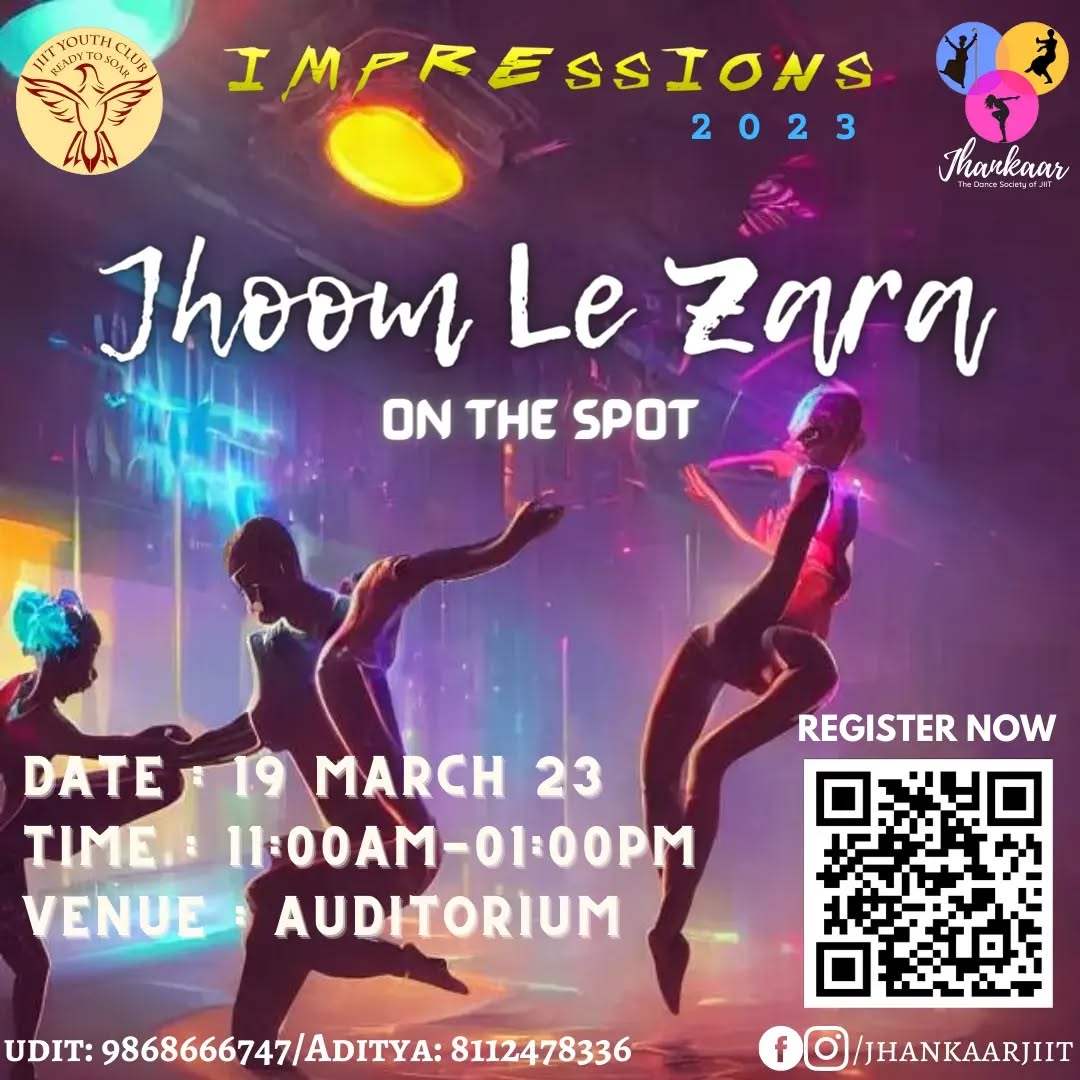 JIIT YOUTH CLUB
READY TO SOAR
IMPRESSIONS
2023
Jhankaar
The Dance Society of JIIT
Jhoom Le Zara
ON THE SPOT
REGISTER NOW
DATE : 19 MARCH 23
TIME : 11:00AM-01:00PM
VENUE : AUDITORIUM
UDIT: 9868666747/ADITYA: 8112478336
/JHANKAARJIIT